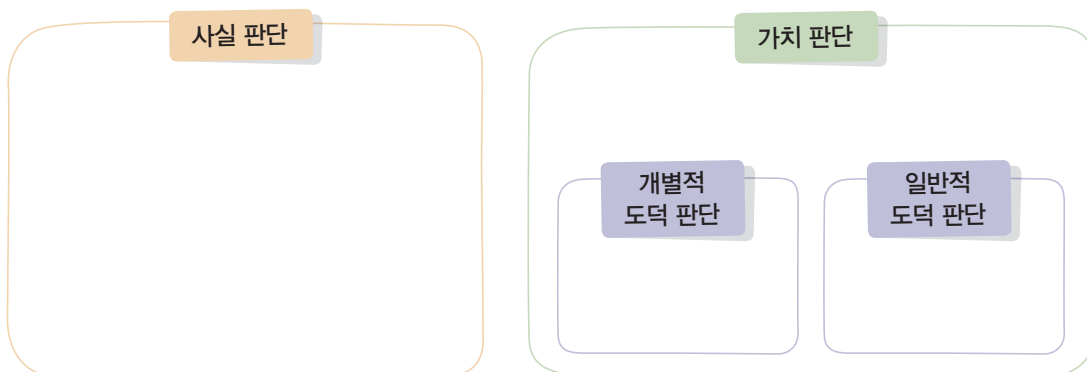 사실 판단
가치 판단
개별적
도덕 판단
일반적
도덕 판단